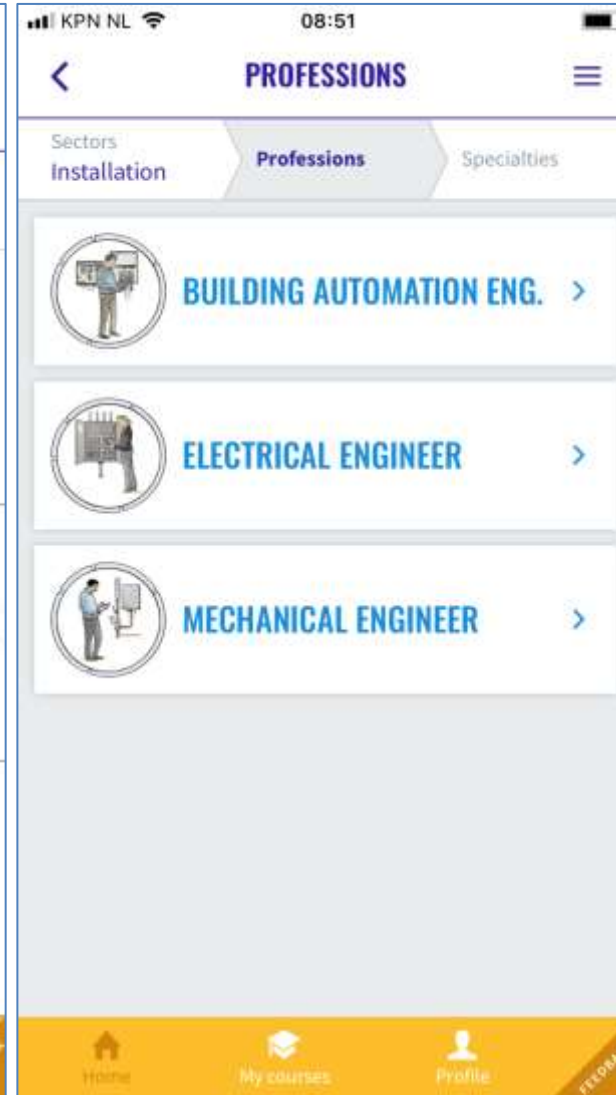 KPN NL 08:51
PROFESSIONS
Sectors
Installation
Professions
Specialties
BUILDING AUTOMATION ENG.
ELECTRICAL ENGINEER
MECHANICAL ENGINEER
Home
My courses
Profile